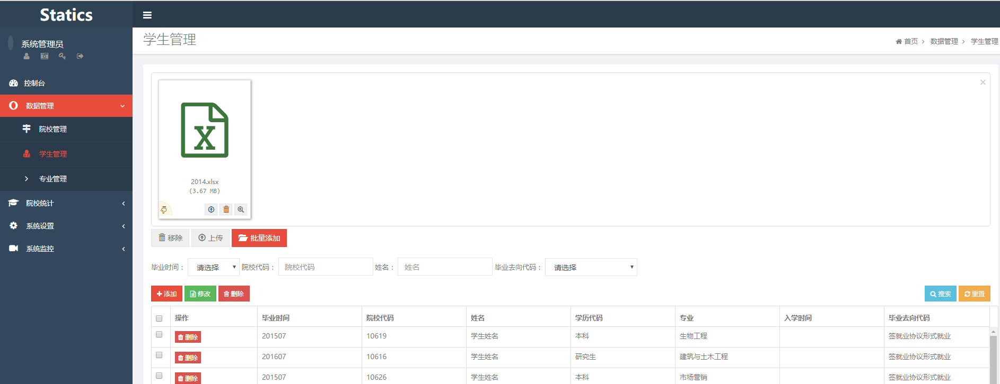 Statics
系统管理员
控制台
数据管理
院校管理
学生管理
专业管理
院校统计
系统设置
系统监控
学生管理
首页 > 数据管理 > 学生管理
×
2014.xlsx
(3.67 MB)
移除 上传 批量添加
毕业时间： 请选择 院校代码： 院校代码 姓名： 姓名 毕业去向代码： 请选择
添加 修改 删除 搜索 重置
操作 毕业时间 院校代码 姓名 学历代码 专业 入学时间 毕业去向代码
删除 201507 10619 学生姓名 本科 生物工程 签就业协议形式就业
删除 201607 10616 学生姓名 研究生 建筑与土木工程 签就业协议形式就业
删除 201507 10626 学生姓名 本科 市场营销 签就业协议形式就业